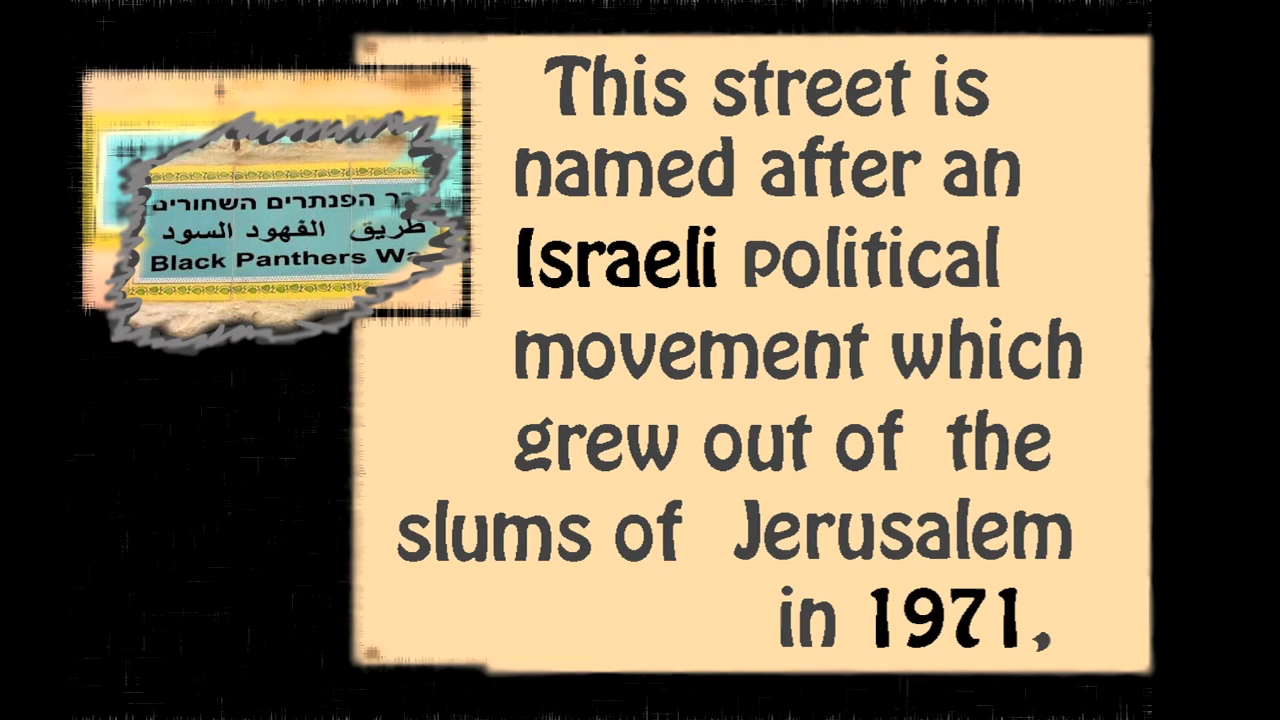 הפנתרים השחורים
طريق الفهود السود
Black Panthers
This street is
named after an
Israeli political
movement which
grew out of the
slums of Jerusalem
in 1971,